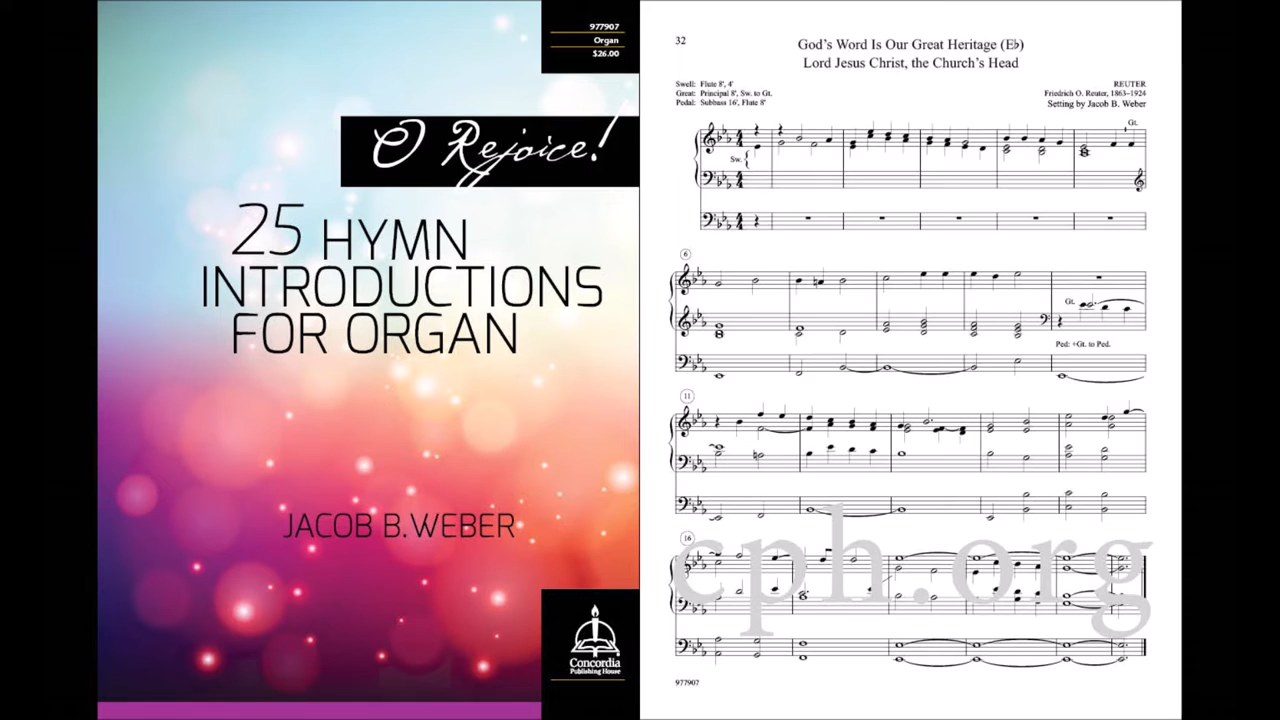 977907
Organ
$26.00
O Rejoice!
25 HYMN
INTRODUCTIONS
FOR ORGAN
JACOB B. WEBER
Concordia
Publishing House
32
God's Word Is Our Great Heritage (E♭)
Lord Jesus Christ, the Church's Head
Swell: Flute 8', 4'
Great: Principal 8', Sw. to Gt.
Pedal: Subbass 16', Flute 8'
REUTER
Friedrich O. Reuter, 1863–1924
Setting by Jacob B. Weber
Gt.
Sw.
6
Gt.
Ped: +Gt. to Ped.
11
16
cph.org
977907